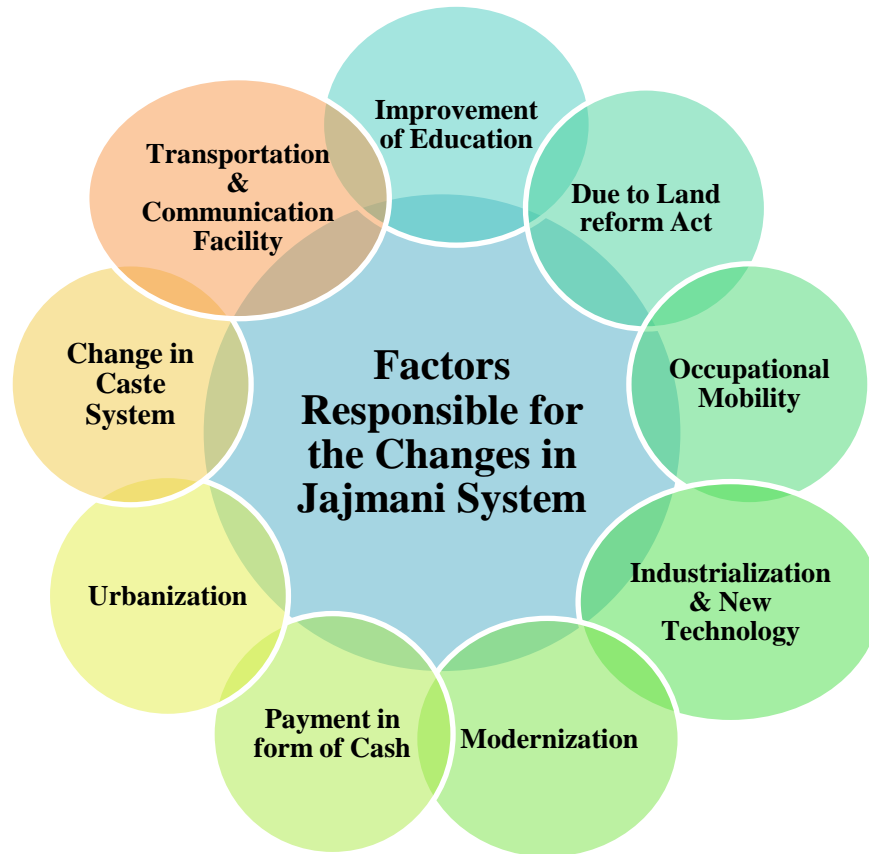 Improvement
of Education
Due to Land
reform Act
Occupational
Mobility
Industrialization
& New
Technology
Modernization
Payment in
form of Cash
Urbanization
Change in
Caste
System
Transportation
&
Communication
Facility
Factors
Responsible for
the Changes in
Jajmani System